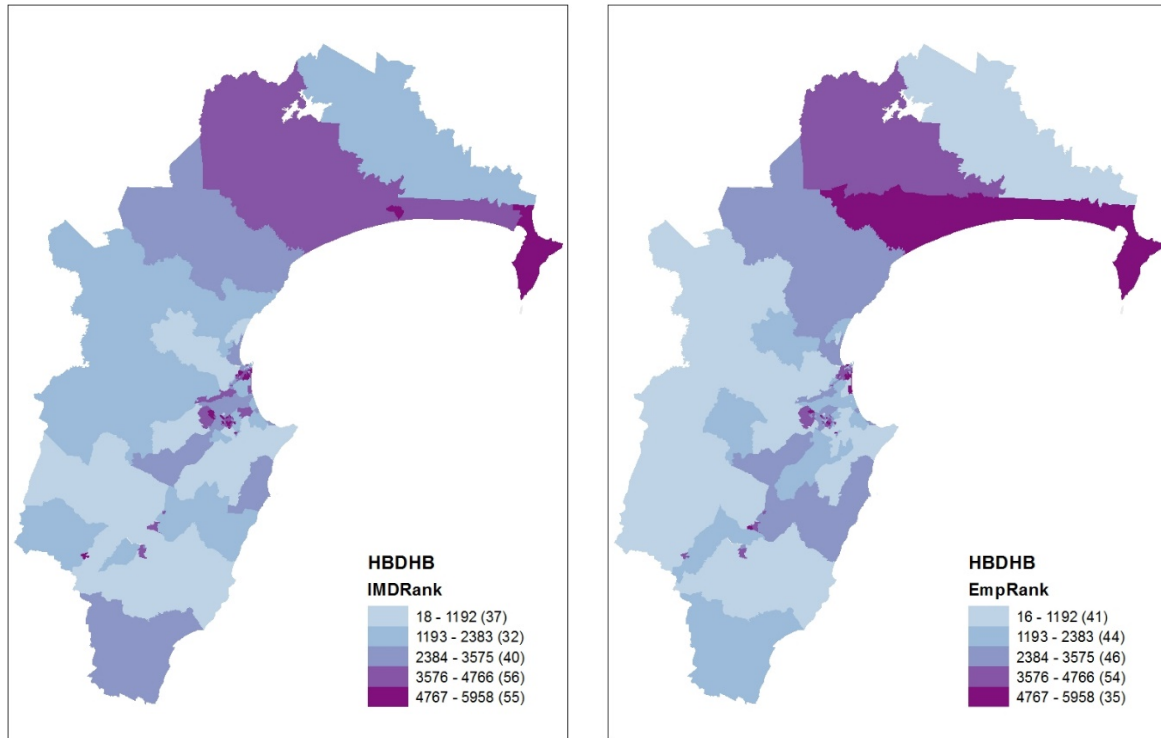 HBDHB
IMDRank
18 - 1192 (37)
1193 - 2383 (32)
2384 - 3575 (40)
3576 - 4766 (56)
4767 - 5958 (55)
HBDHB
EmpRank
16 - 1192 (41)
1193 - 2383 (44)
2384 - 3575 (46)
3576 - 4766 (54)
4767 - 5958 (35)